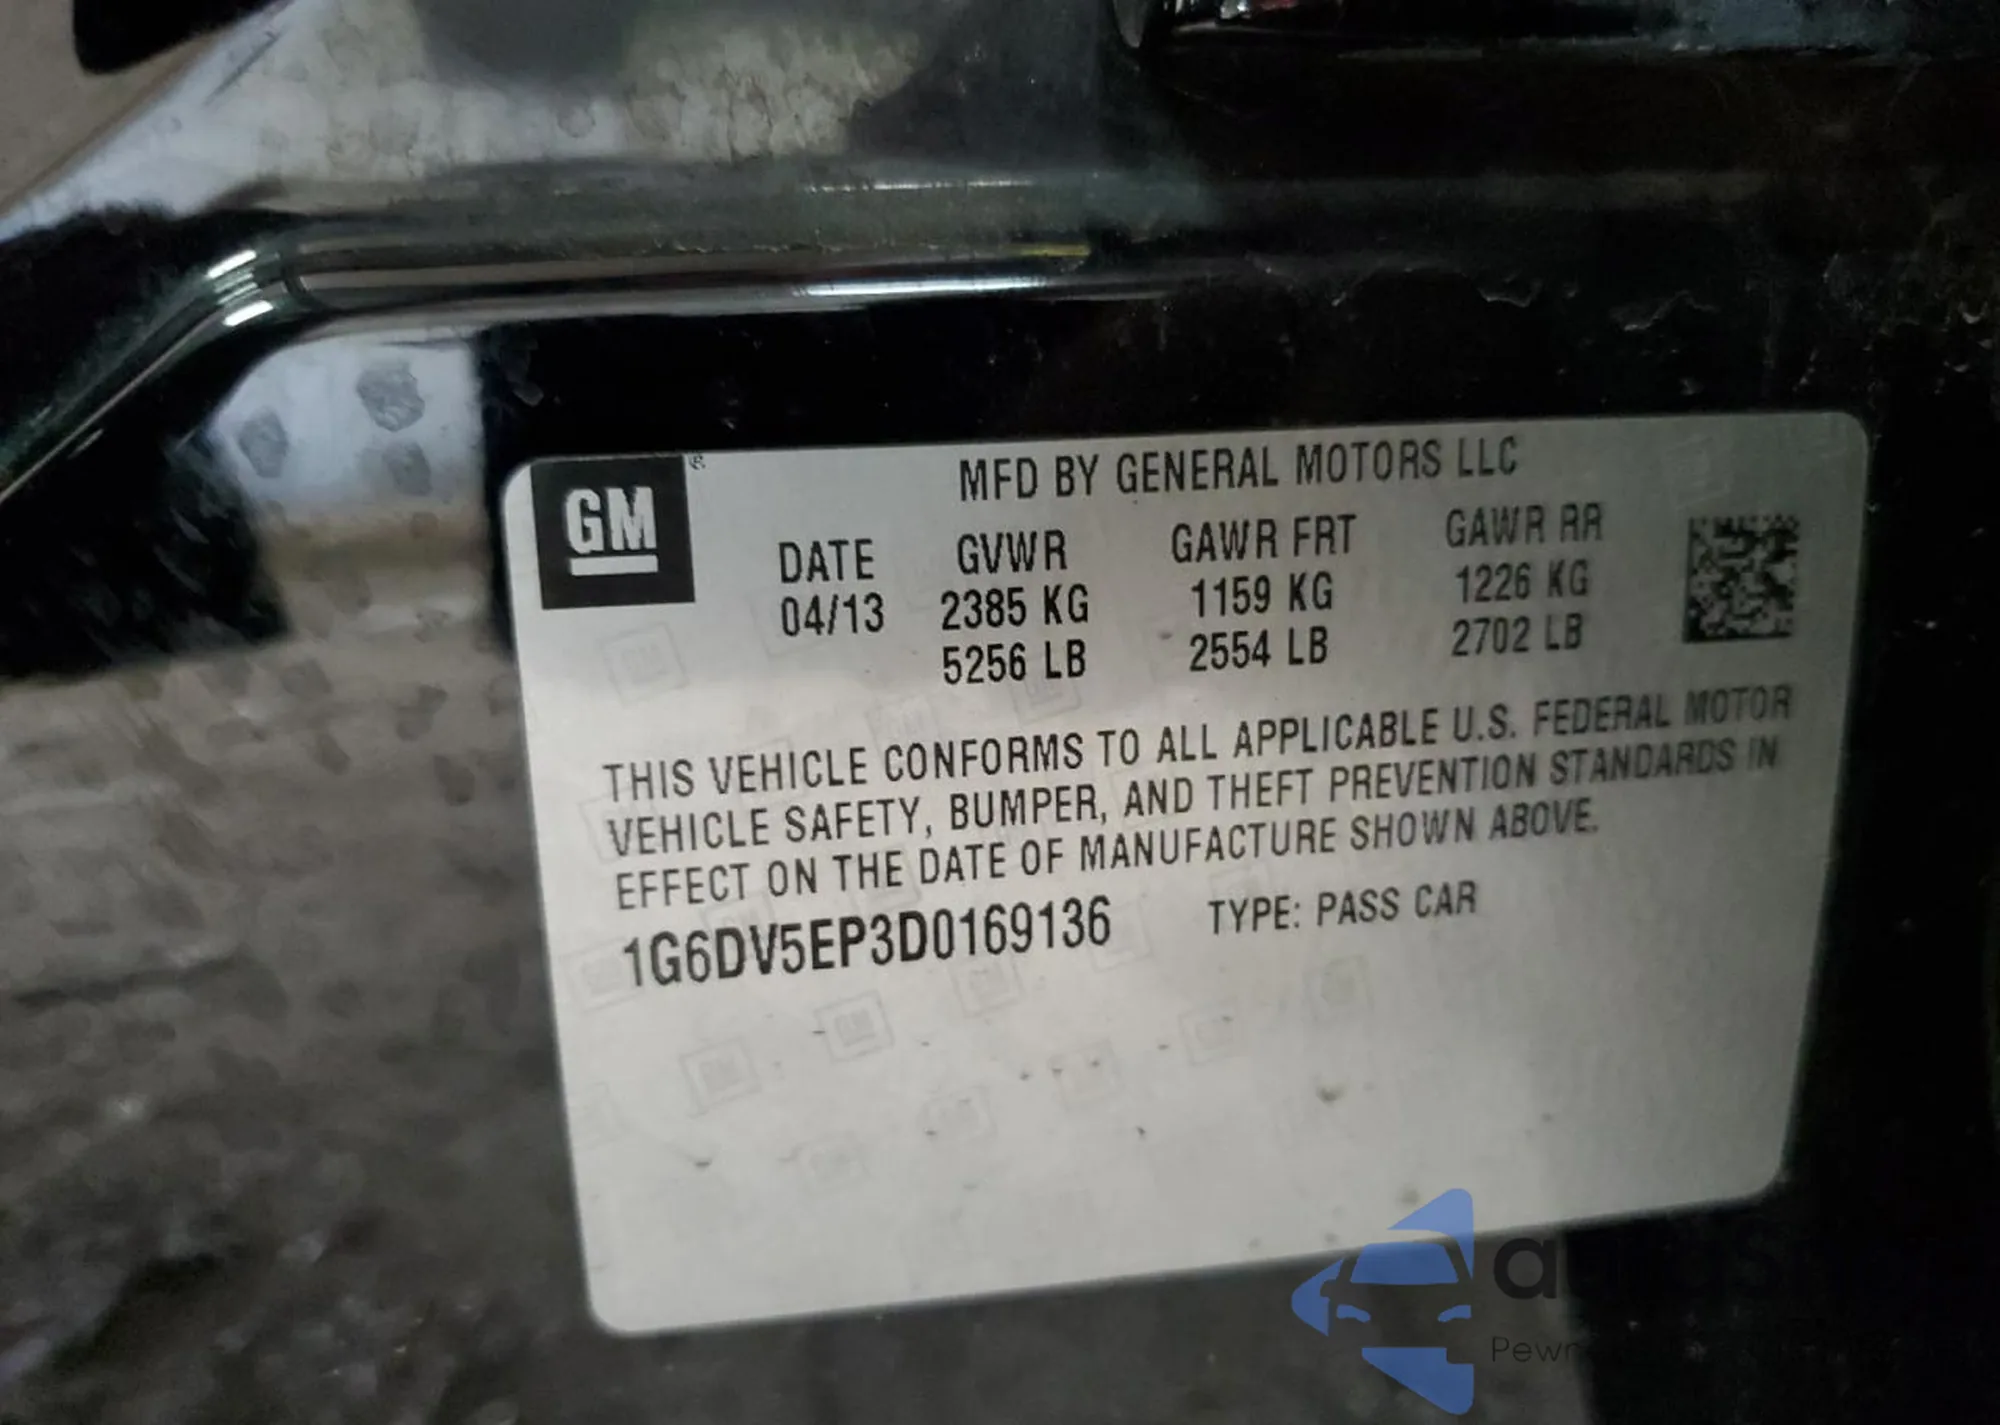 GM
MFD BY GENERAL MOTORS LLC
DATE GVWR GAWR FRT GAWR RR
04/13 2385 KG 1159 KG 1226 KG
5256 LB 2554 LB 2702 LB
THIS VEHICLE CONFORMS TO ALL APPLICABLE U.S. FEDERAL MOTOR
VEHICLE SAFETY, BUMPER, AND THEFT PREVENTION STANDARDS IN
EFFECT ON THE DATE OF MANUFACTURE SHOWN ABOVE.
1G6DV5EP3D0169136 TYPE: PASS CAR